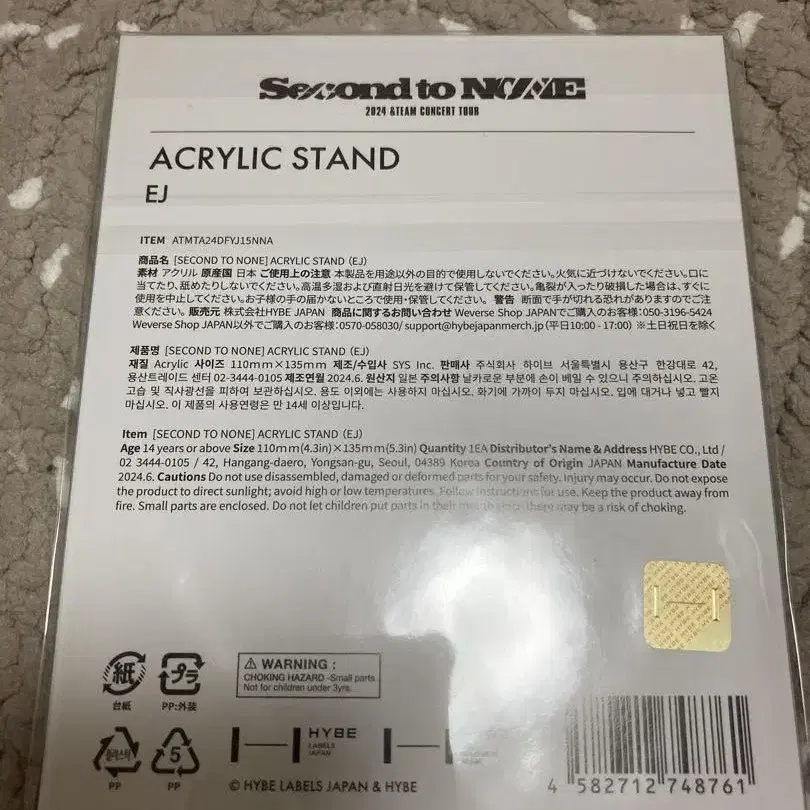 Second to NONE
2024 &TEAM CONCERT TOUR
ACRYLIC STAND
EJ
ITEM ATMTA24DFYJ15NNA
商品名 [SECOND TO NONE] ACRYLIC STAND (EJ)
素材 アクリル 原産国 日本 ご使用上の注意 本製品を用途以外の目的で使用しないでください。火気に近づけないでください。口に
当てたり、舐めたりしないでください。高温多湿および直射日光を避けて保管してください。亀裂が入ったり破損した場合は、すぐに
使用を中止してください。お子様の手の届かないところで使用・保管してください。 警告 断面で手が切れる恐れがありますのでご注
意ください。 販売元 株式会社HYBE JAPAN 商品に関するお問い合わせ Weverse Shop JAPANでご購入のお客様:050-3196-5424
Weverse Shop JAPAN以外でご購入のお客様:0570-058030/ support@hybejapanmerch.jp (平日10:00 - 17:00) ※土日祝日を除く
제품명 [SECOND TO NONE] ACRYLIC STAND (EJ)
재질 Acrylic 사이즈 110mm×135mm 제조/수입사 SYS Inc. 판매사 주식회사 하이브 서울특별시 용산구 한강대로 42,
용산트레이드 센터 02-3444-0105 제조연월 2024.6. 원산지 일본 주의사항 날카로운 부분에 손이 베일 수 있으니 주의하십시오. 고온
고습 및 직사광선을 피하여 보관하십시오. 용도 이외에는 사용하지 마십시오. 화기에 가까이 두지 마십시오. 입에 대거나 넣고 빨지
마십시오. 이 제품의 사용연령은 만 14세 이상입니다.
Item [SECOND TO NONE] ACRYLIC STAND (EJ)
Age 14 years or above Size 110mm(4.3in)×135mm(5.3in) Quantity 1EA Distributor's Name & Address HYBE CO., Ltd /
02 3444-0105 / 42, Hangang-daero, Yongsan-gu, Seoul, 04389 Korea Country of Origin JAPAN Manufacture Date
2024.6. Cautions Do not use disassembled, damaged or deformed parts for your safety. Injury may occur. Do not expose
the product to direct sunlight; avoid high or low temperatures. Follow instructions for use. Keep the product away from
fire. Small parts are enclosed. Do not let children put parts in their mouth since there may be a risk of choking.
紙
台紙
プラ
PP:外装
WARNING :
CHOKING HAZARD -Small parts
Not for children under 3yrs.
플라스틱
PP
5
PP
HYBE
LABELS
JAPAN
© HYBE LABELS JAPAN & HYBE
4 582712 748761